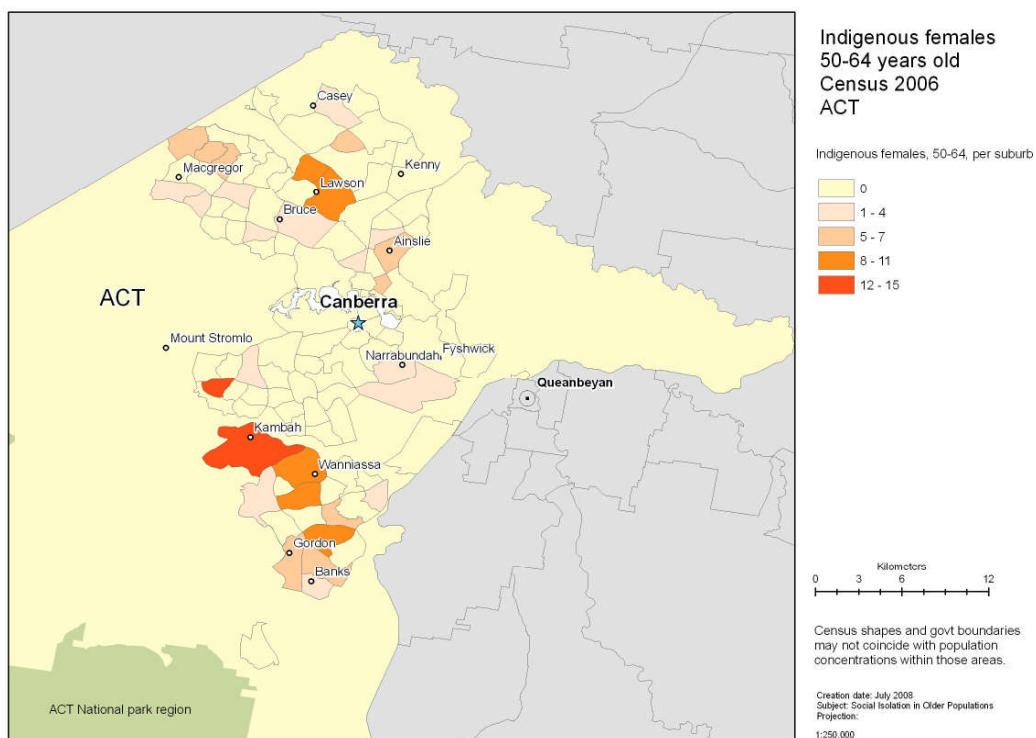 Indigenous females
50-64 years old
Census 2006
ACT
Indigenous females, 50-64, per suburb
0
1 - 4
5 - 7
8 - 11
12 - 15
Casey
Macgregor
Kenny
Lawson
Bruce
Ainslie
ACT
Canberra
Mount Stromlo
Narrabundah
Fyshwick
Queanbeyan
Kambah
Wanniassa
Gordon
Banks
ACT National park region
Kilometers
0 3 6 12
Census shapes and govt boundaries
may not coincide with population
concentrations within those areas.
Creation date: July 2008
Subject: Social Isolation in Older Populations
Projection:
1:250,000